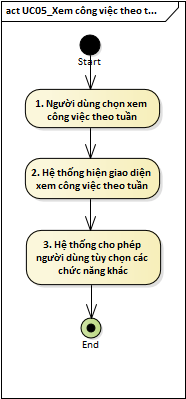 act UC05_Xem công việc theo t...
Start
1. Người dùng chọn xem
công việc theo tuần
2. Hệ thống hiện giao diện
xem công việc theo tuần
3. Hệ thống cho phép
người dùng tùy chọn các
chức năng khác
End